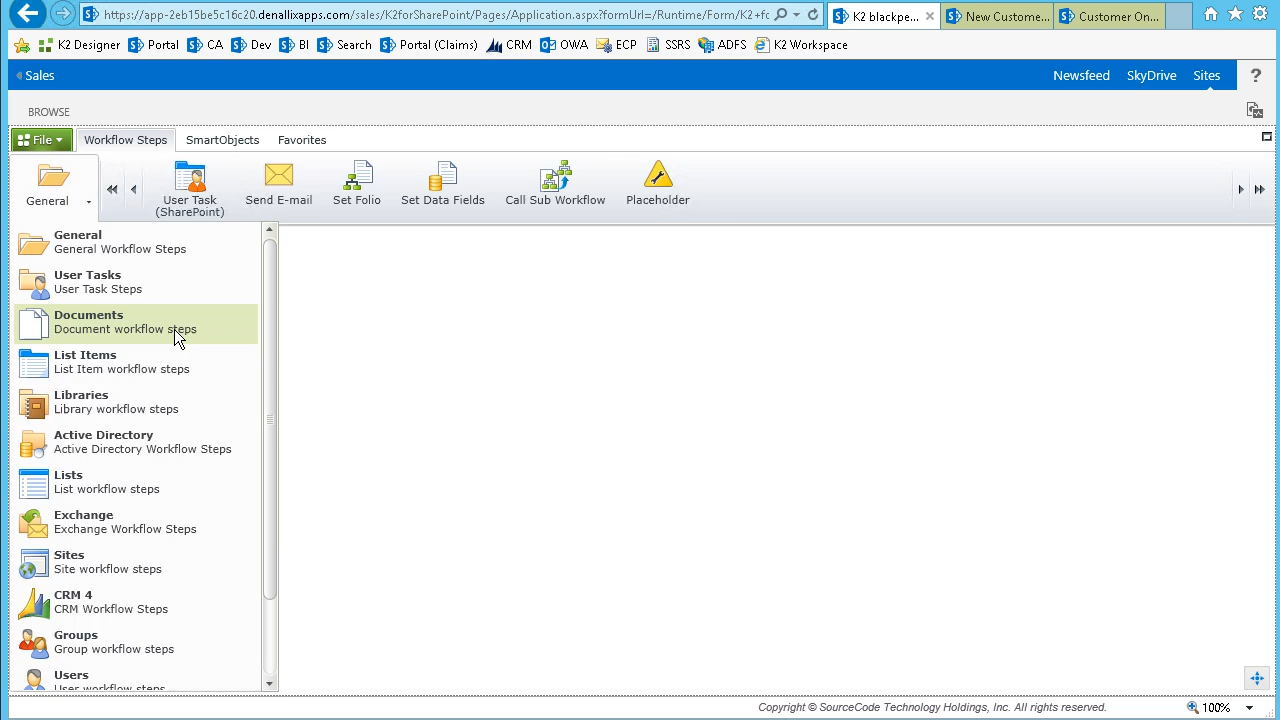 https://app-2eb15be5c16c20.denallixapps.com/sales/K2forSharePoint/Pages/Application.aspx?formUrl=/Runtime/Form/K2+fc
K2 blackpe...
New Custome...
Customer On...
K2 Designer
Portal
CA
Dev
BI
Search
Portal (Claims)
CRM
OWA
ECP
SSRS
ADFS
K2 Workspace
Sales
Newsfeed
SkyDrive
Sites
?
BROWSE
File
Workflow Steps
SmartObjects
Favorites
General
User Task
(SharePoint)
Send E-mail
Set Folio
Set Data Fields
Call Sub Workflow
Placeholder
General
General Workflow Steps
User Tasks
User Task Steps
Documents
Document workflow steps
List Items
List Item workflow steps
Libraries
Library workflow steps
Active Directory
Active Directory Workflow Steps
Lists
List workflow steps
Exchange
Exchange Workflow Steps
Sites
Site workflow steps
CRM 4
CRM Workflow Steps
Groups
Group workflow steps
Users
User workflow steps
Copyright © SourceCode Technology Holdings, Inc. All rights reserved.
100%